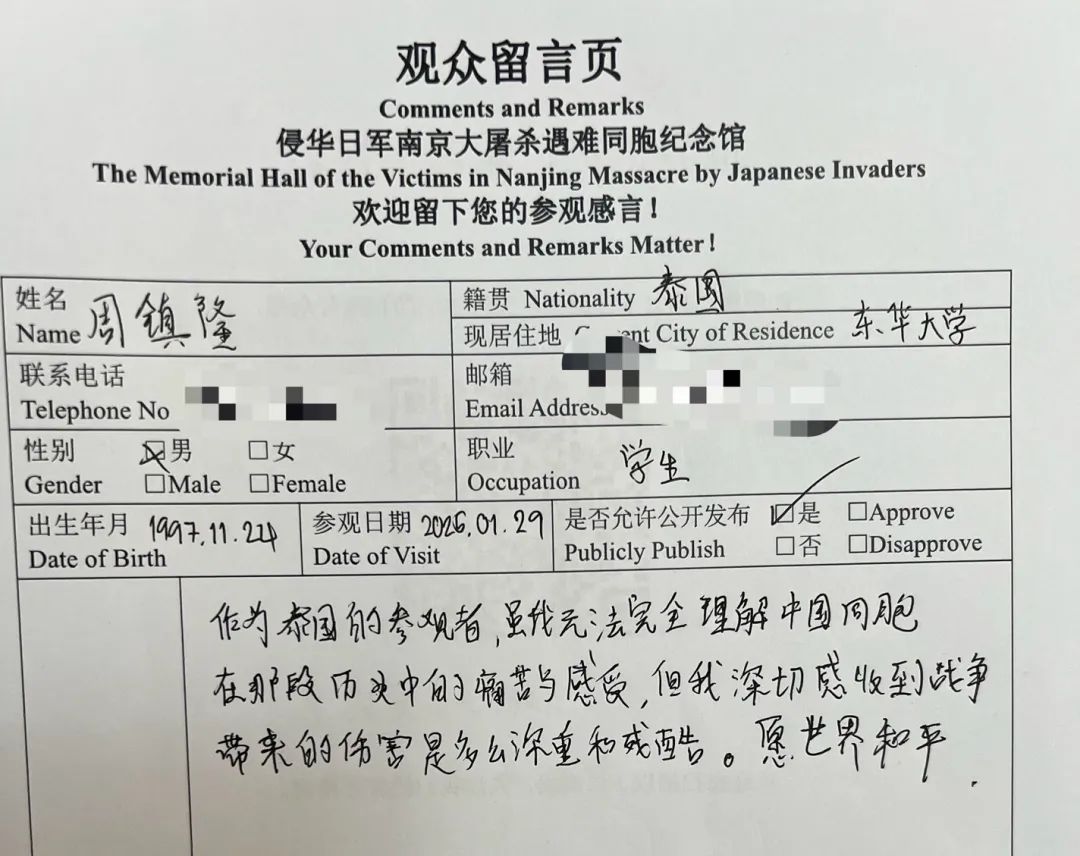 观众留言页
Comments and Remarks
侵华日军南京大屠杀遇难同胞纪念馆
The Memorial Hall of the Victims in Nanjing Massacre by Japanese Invaders
欢迎留下您的参观感言！
Your Comments and Remarks Matter！
姓名 Name 周鎮隆
籍贯 Nationality 泰国
现居住地 ent City of Residence 东华大学
联系电话 Telephone No
邮箱 Email Address
性别 ☒男 □女
Gender □Male □Female
职业 Occupation 学生
出生年月 1997.11.24
Date of Birth
参观日期 2026.01.29
Date of Visit
是否允许公开发布 ☑是 □Approve
Publicly Publish □否 □Disapprove
作为泰国的参观者，虽我无法完全理解中国同胞
在那段历史中的痛苦与感受，但我深切感收到战争
带来的伤害是多么深重和残酷。愿世界和平.